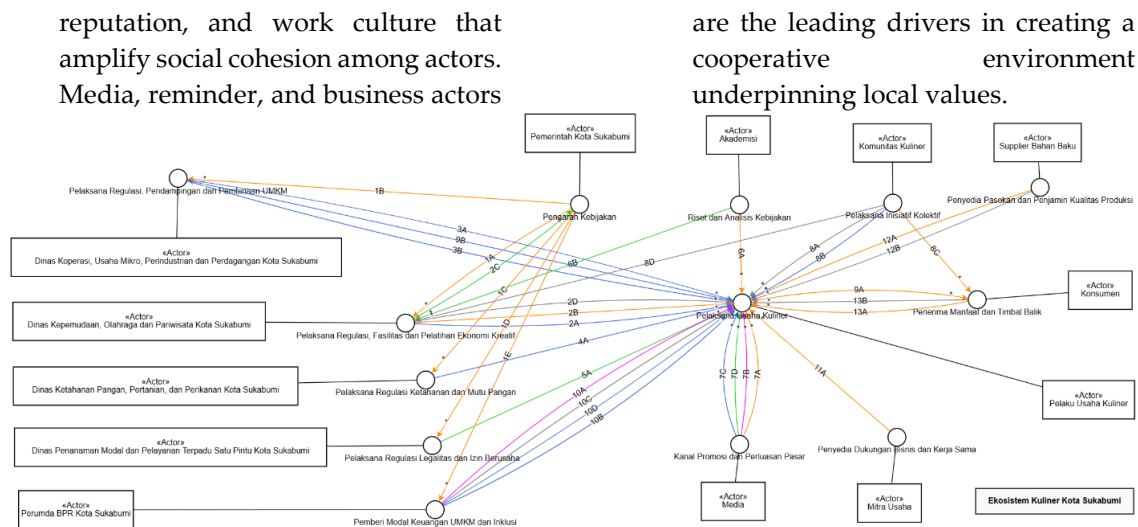 reputation, and work culture that
amplify social cohesion among actors.
Media, reminder, and business actors
are the leading drivers in creating a
cooperative environment
underpinning local values.
«Actor»
Pemerintah Kota Sukabumi
«Actor»
Akademisi
«Actor»
Komunitas Kuliner
«Actor»
Supplier Bahan Baku
Pelaksana Regulasi, Pendampingan dan Pembinaan UMKM
1B
Pengarah Kebijakan
Riset dan Analisis Kebijakan
Pelaksana Inisiatif Kolektif
Penyedia Pasokan dan Penjamin Kualitas Produksi
«Actor»
Dinas Koperasi, Usaha Mikro, Perindustrian dan Perdagangan Kota Sukabumi
3A
9B
3B
1A
2C
1C
1D
1E
6B
8D
6A
8A
8B
8C
12A
12B
«Actor»
Dinas Kepemudaan, Olahraga dan Pariwisata Kota Sukabumi
Pelaksana Regulasi, Fasilitas dan Pelatihan Ekonomi Kreatif
2D
2B
2A
Pelaksana Usaha Kuliner
9A
13B
13A
Penerima Manfaat dan Timbal Balik
«Actor»
Konsumen
4A
«Actor»
Dinas Ketahanan Pangan, Pertanian, dan Perikanan Kota Sukabumi
Pelaksana Regulasi Ketahanan dan Mutu Pangan
5A
10A
10C
10D
10B
7C
7D
7B
7A
11A
«Actor»
Pelaku Usaha Kuliner
«Actor»
Dinas Penanaman Modal dan Pelayanan Terpadu Satu Pintu Kota Sukabumi
Pelaksana Regulasi Legalitas dan Izin Berusaha
Kanal Promosi dan Perluasan Pasar
Penyedia Dukungan Bisnis dan Kerja Sama
«Actor»
Perumda BPR Kota Sukabumi
Pemberi Modal Keuangan UMKM dan Inklusi
«Actor»
Media
«Actor»
Mitra Usaha
Ekosistem Kuliner Kota Sukabumi